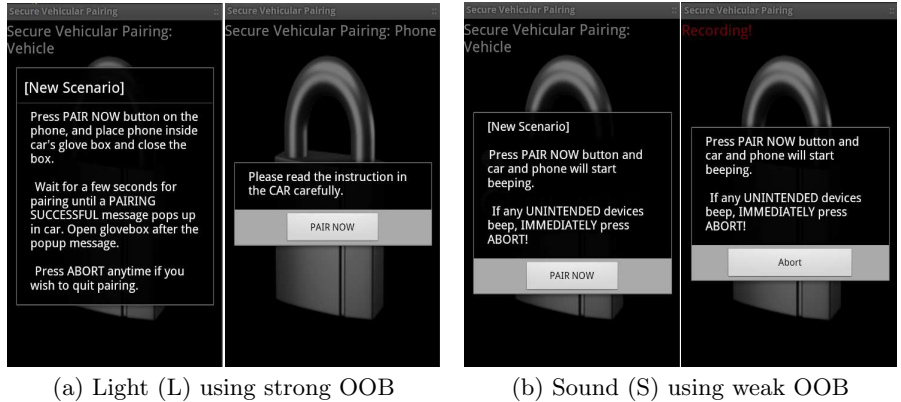 Secure Vehicular Pairing
Secure Vehicular Pairing:
Vehicle
[New Scenario]
Press PAIR NOW button on the
phone, and place phone inside
car's glove box and close the
box.
Wait for a few seconds for
pairing until a PAIRING
SUCCESSFUL message pops up
in car. Open glovebox after the
popup message.
Press ABORT anytime if you
wish to quit pairing.
Secure Vehicular Pairing
Secure Vehicular Pairing: Phone
Please read the instruction in
the CAR carefully.
PAIR NOW
(a) Light (L) using strong OOB
Secure Vehicular Pairing
Secure Vehicular Pairing:
Vehicle
[New Scenario]
Press PAIR NOW button and
car and phone will start
beeping.
If any UNINTENDED devices
beep, IMMEDIATELY press
ABORT!
PAIR NOW
Secure Vehicular Pairing
Recording!
Press PAIR NOW button and
car and phone will start
beeping.
If any UNINTENDED devices
beep, IMMEDIATELY press
ABORT!
Abort
(b) Sound (S) using weak OOB